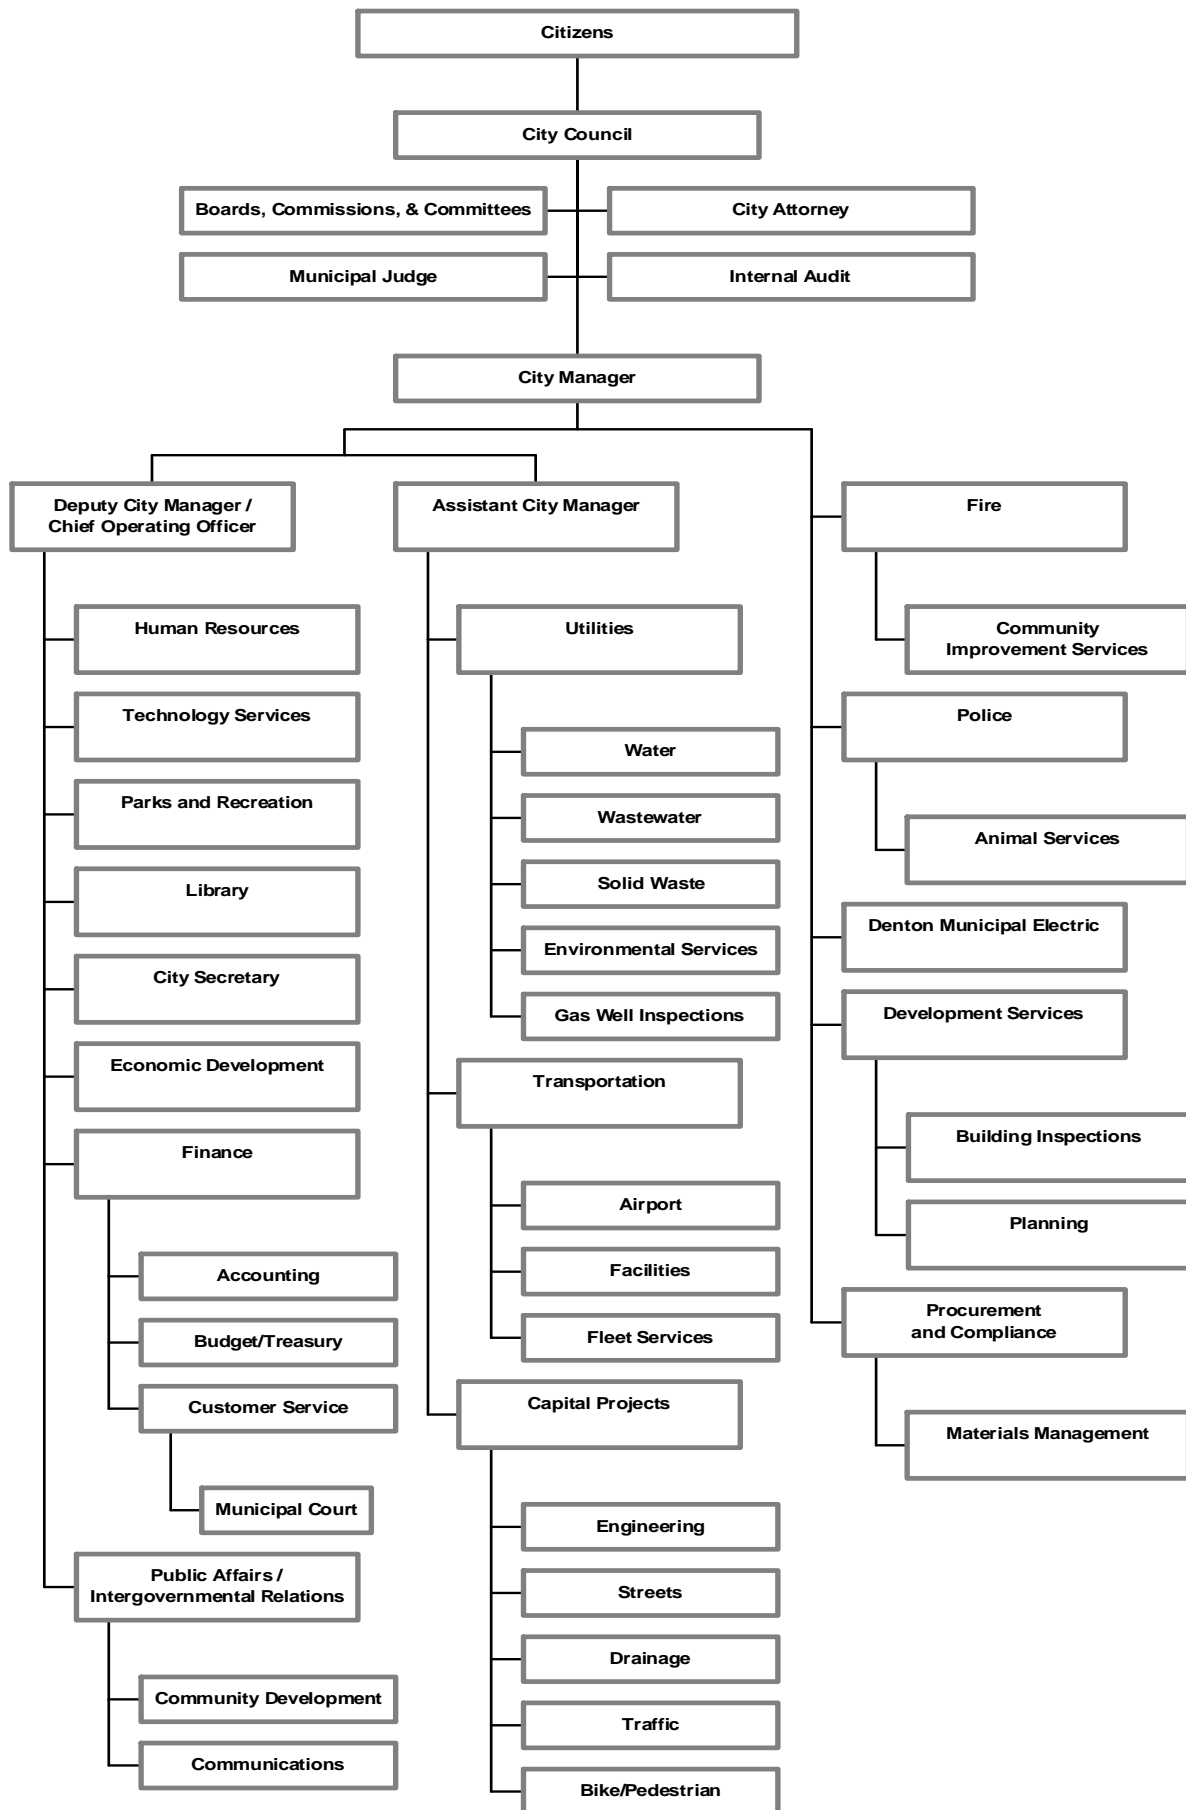 Citizens
City Council
Boards, Commissions, & Committees
City Attorney
Municipal Judge
Internal Audit
City Manager
Deputy City Manager /
Chief Operating Officer
Human Resources
Technology Services
Parks and Recreation
Library
City Secretary
Economic Development
Finance
Accounting
Budget/Treasury
Customer Service
Municipal Court
Public Affairs /
Intergovernmental Relations
Community Development
Communications
Assistant City Manager
Utilities
Water
Wastewater
Solid Waste
Environmental Services
Gas Well Inspections
Transportation
Airport
Facilities
Fleet Services
Capital Projects
Engineering
Streets
Drainage
Traffic
Bike/Pedestrian
Fire
Community
Improvement Services
Police
Animal Services
Denton Municipal Electric
Development Services
Building Inspections
Planning
Procurement
and Compliance
Materials Management